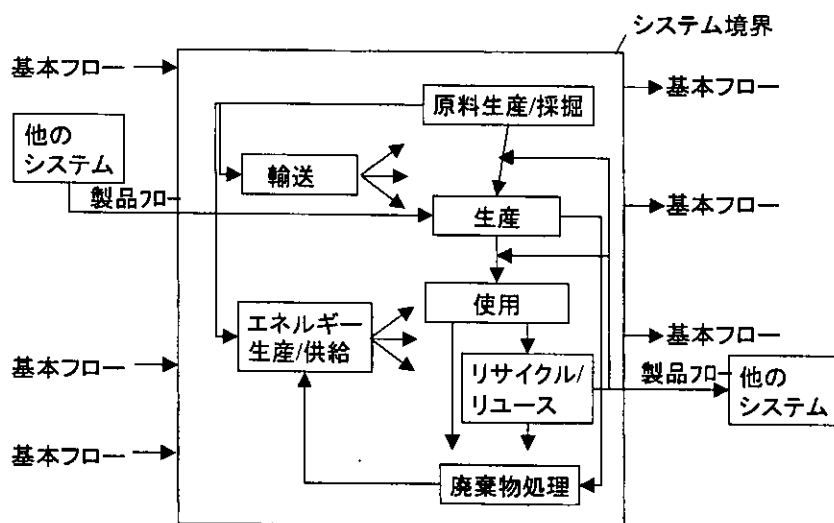 システム境界
基本フロー
基本フロー
原料生産/採掘
他の
システム
輸送
製品フロー
基本フロー
生産
使用
エネルギー
生産/供給
基本フロー
基本フロー
リサイクル/
リユース
製品フロー
他の
システム
基本フロー
廃棄物処理